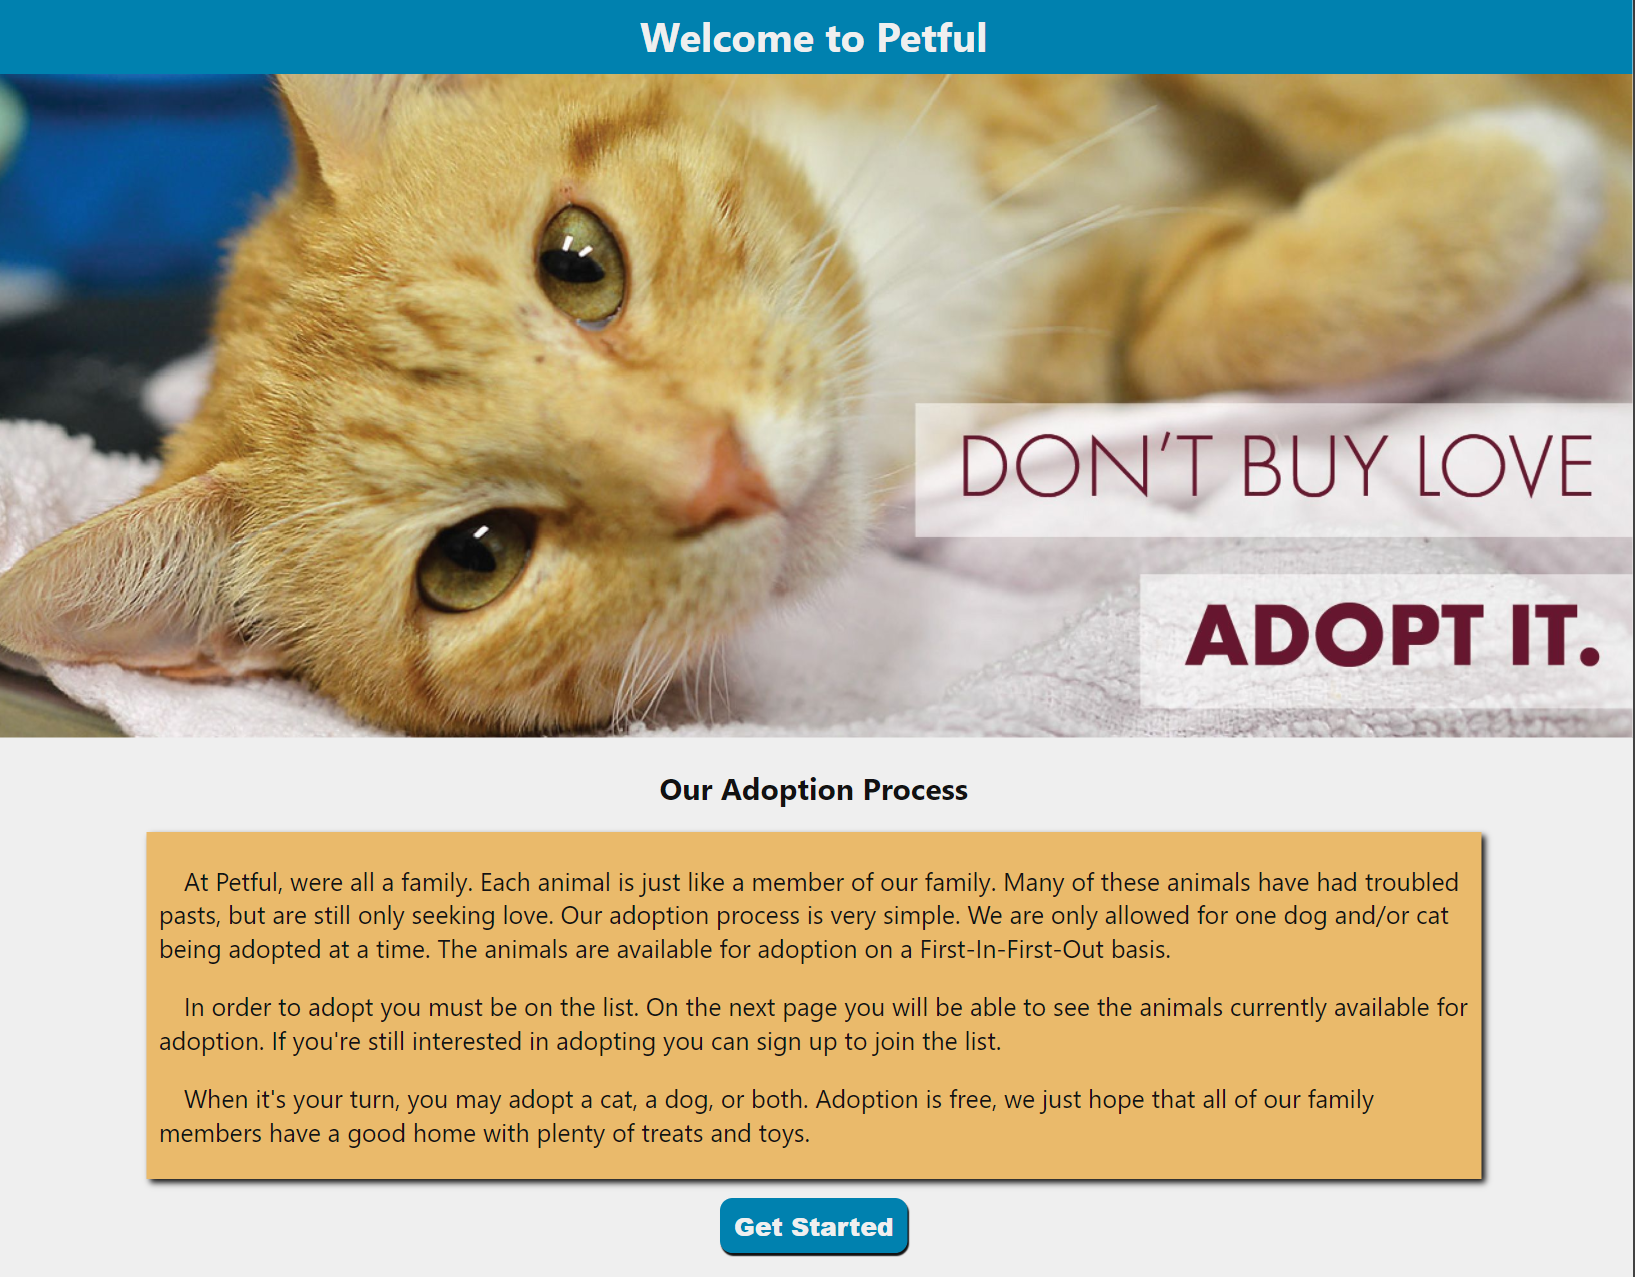 Welcome to Petful
DON'T BUY LOVE
ADOPT IT.
Our Adoption Process
At Petful, were all a family. Each animal is just like a member of our family. Many of these animals have had troubled
pasts, but are still only seeking love. Our adoption process is very simple. We are only allowed for one dog and/or cat
being adopted at a time. The animals are available for adoption on a First-In-First-Out basis.
In order to adopt you must be on the list. On the next page you will be able to see the animals currently available for
adoption. If you're still interested in adopting you can sign up to join the list.
When it's your turn, you may adopt a cat, a dog, or both. Adoption is free, we just hope that all of our family
members have a good home with plenty of treats and toys.
Get Started